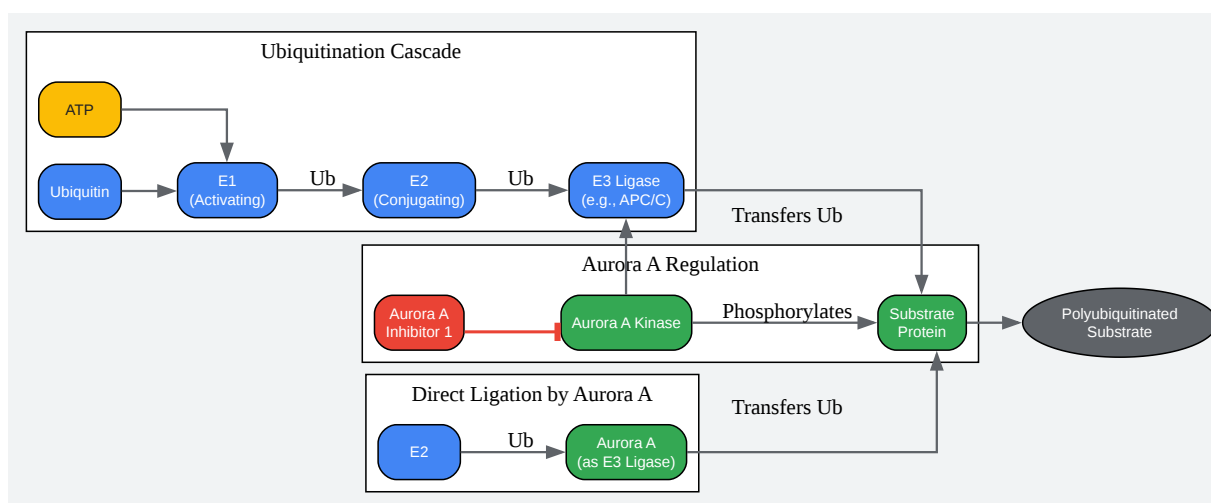 Ubiquitination Cascade
ATP
Ubiquitin
E1
(Activating)
Ub
E2
(Conjugating)
Ub
E3 Ligase
(e.g., APC/C)
Transfers Ub
Aurora A Regulation
Aurora A
Inhibitor 1
Aurora A Kinase
Phosphorylates
Substrate
Protein
Polyubiquitinated
Substrate
Direct Ligation by Aurora A
Transfers Ub
E2
Ub
Aurora A
(as E3 Ligase)